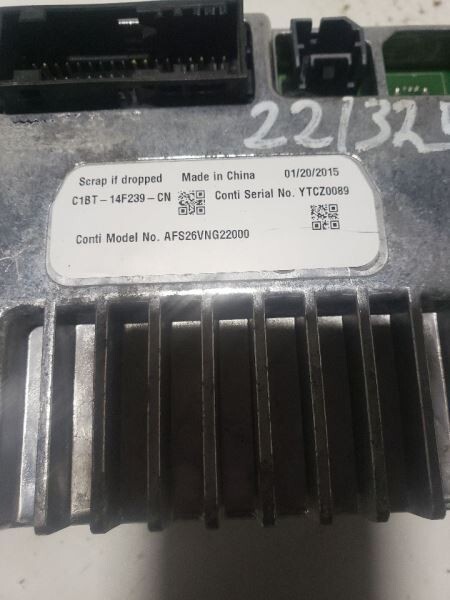 Scrap if dropped Made in China 01/20/2015
C1BT-14F239-CN Conti Serial No. YTCZ0089
Conti Model No. AFS26VNG22000